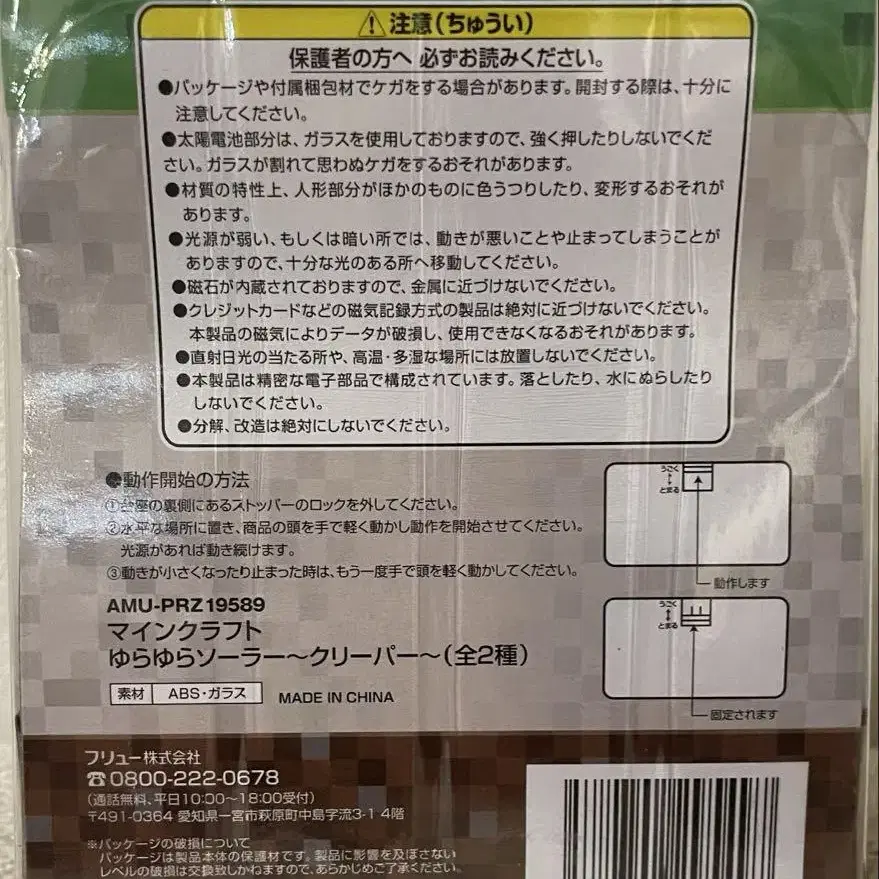 ⚠注意(ちゅうい)
保護者の方へ 必ずお読みください。
●パッケージや付属梱包材でケガをする場合があります。開封する際は、十分に
注意してください。
●太陽電池部分は、ガラスを使用しておりますので、強く押したりしないでくだ
さい。ガラスが割れて思わぬケガをするおそれがあります。
●材質の特性上、人形部分がほかのものに色うつりしたり、変形するおそれが
あります。
●光源が弱い、もしくは暗い所では、動きが悪いことや止まってしまうことが
ありますので、十分な光のある所へ移動してください。
●磁石が内蔵されておりますので、金属に近づけないでください。
●クレジットカードなどの磁気記録方式の製品は絶対に近づけないでください。
本製品の磁気によりデータが破損し、使用できなくなるおそれがあります。
●直射日光の当たる所や、高温・多湿な場所には放置しないでください。
●本製品は精密な電子部品で構成されています。落としたり、水にぬらしたり
しないでください。
●分解、改造は絶対にしないでください。
●動作開始の方法
①台座の裏側にあるストッパーのロックを外してください。
②水平な場所に置き、商品の頭を手で軽く動かし動作を開始させてください。
光源があれば動き続けます。
③動きが小さくなったり止まった時は、もう一度手で頭を軽く動かしてください。
うごく
↕
とまる
動作します
うごく
↕
とまる
固定されます
AMU-PRZ19589
マインクラフト
ゆらゆらソーラー〜クリーパー〜(全2種)
素材 ABS・ガラス MADE IN CHINA
フリュー株式会社
☎0800-222-0678
(通話無料、平日10:00〜18:00受付)
〒491-0364 愛知県一宮市萩原町中島字流3-1 4階
※パッケージの破損について
パッケージは製品本体の保護材です。製品に影響を及ぼさない
レベルの破損は交換致しかねますので、あらかじめご了承ください。